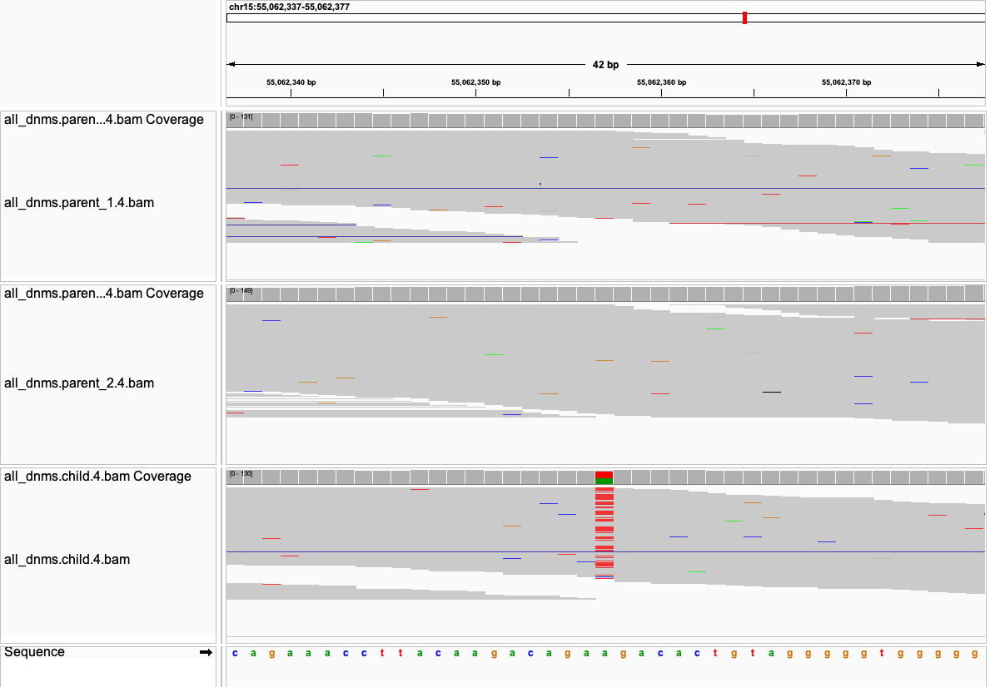 chr15:55,062,337-55,062,377
42 bp
55,062,340 bp 55,062,350 bp 55,062,360 bp 55,062,370 bp
all_dnms.paren...4.bam Coverage
[0 - 131]
all_dnms.parent_1.4.bam
all_dnms.paren...4.bam Coverage
[0 - 149]
all_dnms.parent_2.4.bam
all_dnms.child.4.bam Coverage
[0 - 130]
all_dnms.child.4.bam
Sequence c a g a a a c c t t a c a a g a c a g a a g a c a c t g t a g g g g g t g g g g g